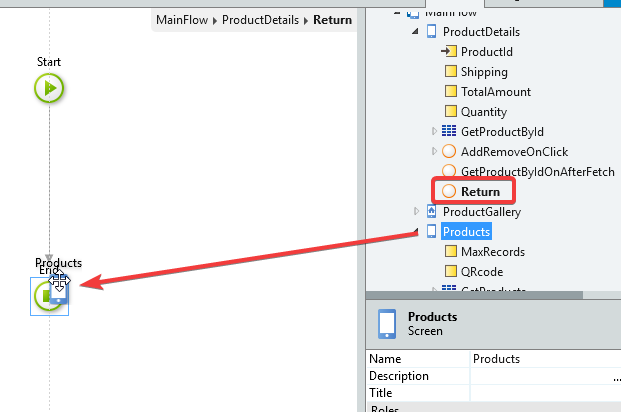 MainFlow
MainFlow ▸ ProductDetails ▸ Return
ProductDetails
ProductId
Start
Shipping
TotalAmount
Quantity
GetProductById
AddRemoveOnClick
GetProductByIdOnAfterFetch
Return
ProductGallery
Products
MaxRecords
Products
End
QRcode
GetProducts
Products
Screen
Name Products
Description ...
Title
Roles